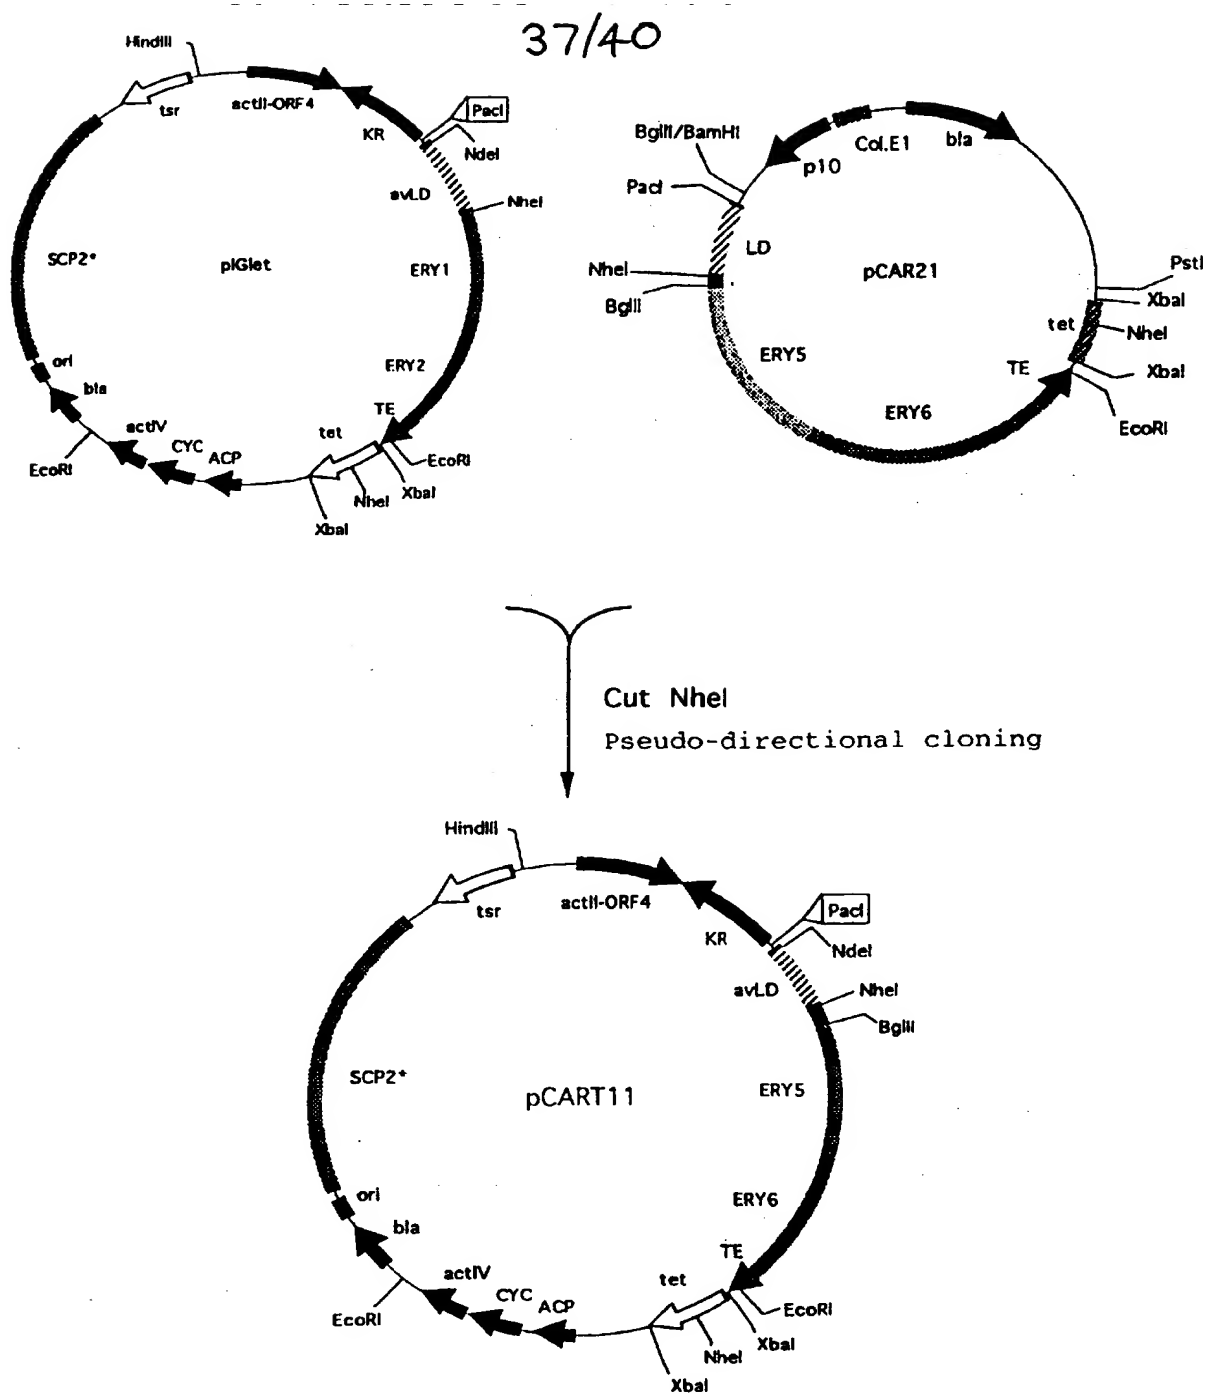 37/40
HindIII
tsr
actII-ORF4
KR
PacI
NdeI
avLD
NheI
SCP2*
pIGlet
ERY1
ERY2
TE
tet
EcoRI
XbaI
NheI
XbaI
ACP
CYC
actIV
EcoRI
bla
ori
BglII/BamHI
PacI
p10
Col.E1
bla
LD
NheI
BglII
pCAR21
PstI
XbaI
tet
NheI
XbaI
TE
EcoRI
ERY5
ERY6
Cut NheI
Pseudo-directional cloning
HindIII
tsr
actII-ORF4
KR
PacI
NdeI
avLD
NheI
BglII
SCP2*
pCART11
ERY5
ERY6
TE
tet
EcoRI
XbaI
NheI
XbaI
ACP
CYC
actIV
EcoRI
bla
ori